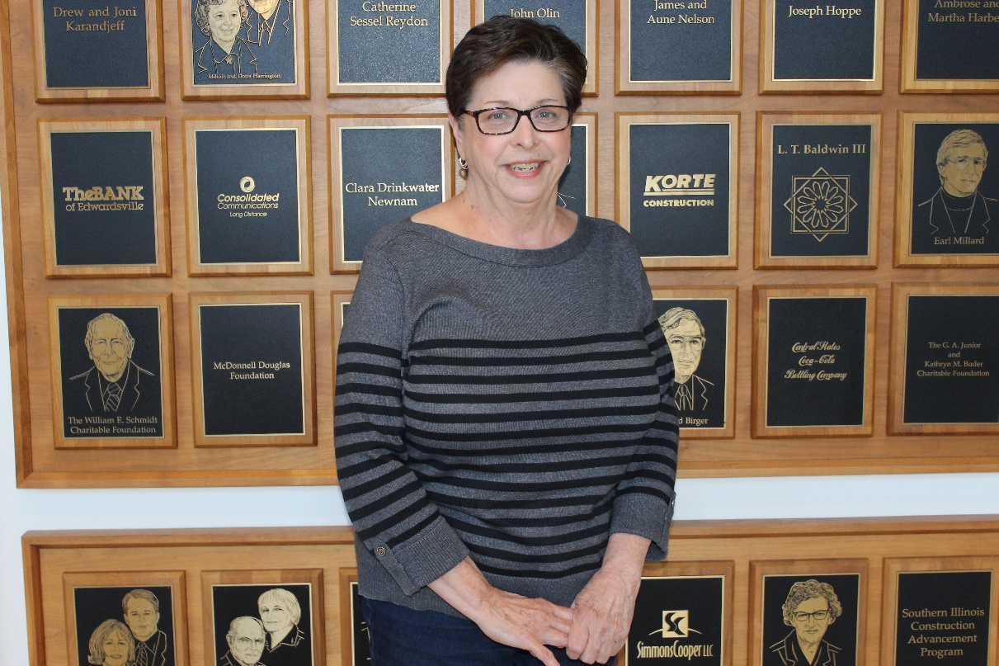 Drew and Joni
Karandjeff
Milton and Doris Harrington
Catherine
Sessel Reydon
John Olin
James and
Aune Nelson
Joseph Hoppe
Ambrose and
Martha
TheBANK
of Edwardsville
Consolidated
Communications
Long Distance
Clara Drinkwater
Newnam
KORTE
CONSTRUCTION
L. T. Baldwin III
Earl Millard
The William E. Schmidt
Charitable Foundation
McDonnell Douglas
Foundation
Birger
Central States
Coca-Cola
Bottling Company
The G. A. Junior
and
Kathryn M. Buder
Charitable Foundation
SimmonsCooper LLC
Southern Illinois
Construction
Advancement
Program